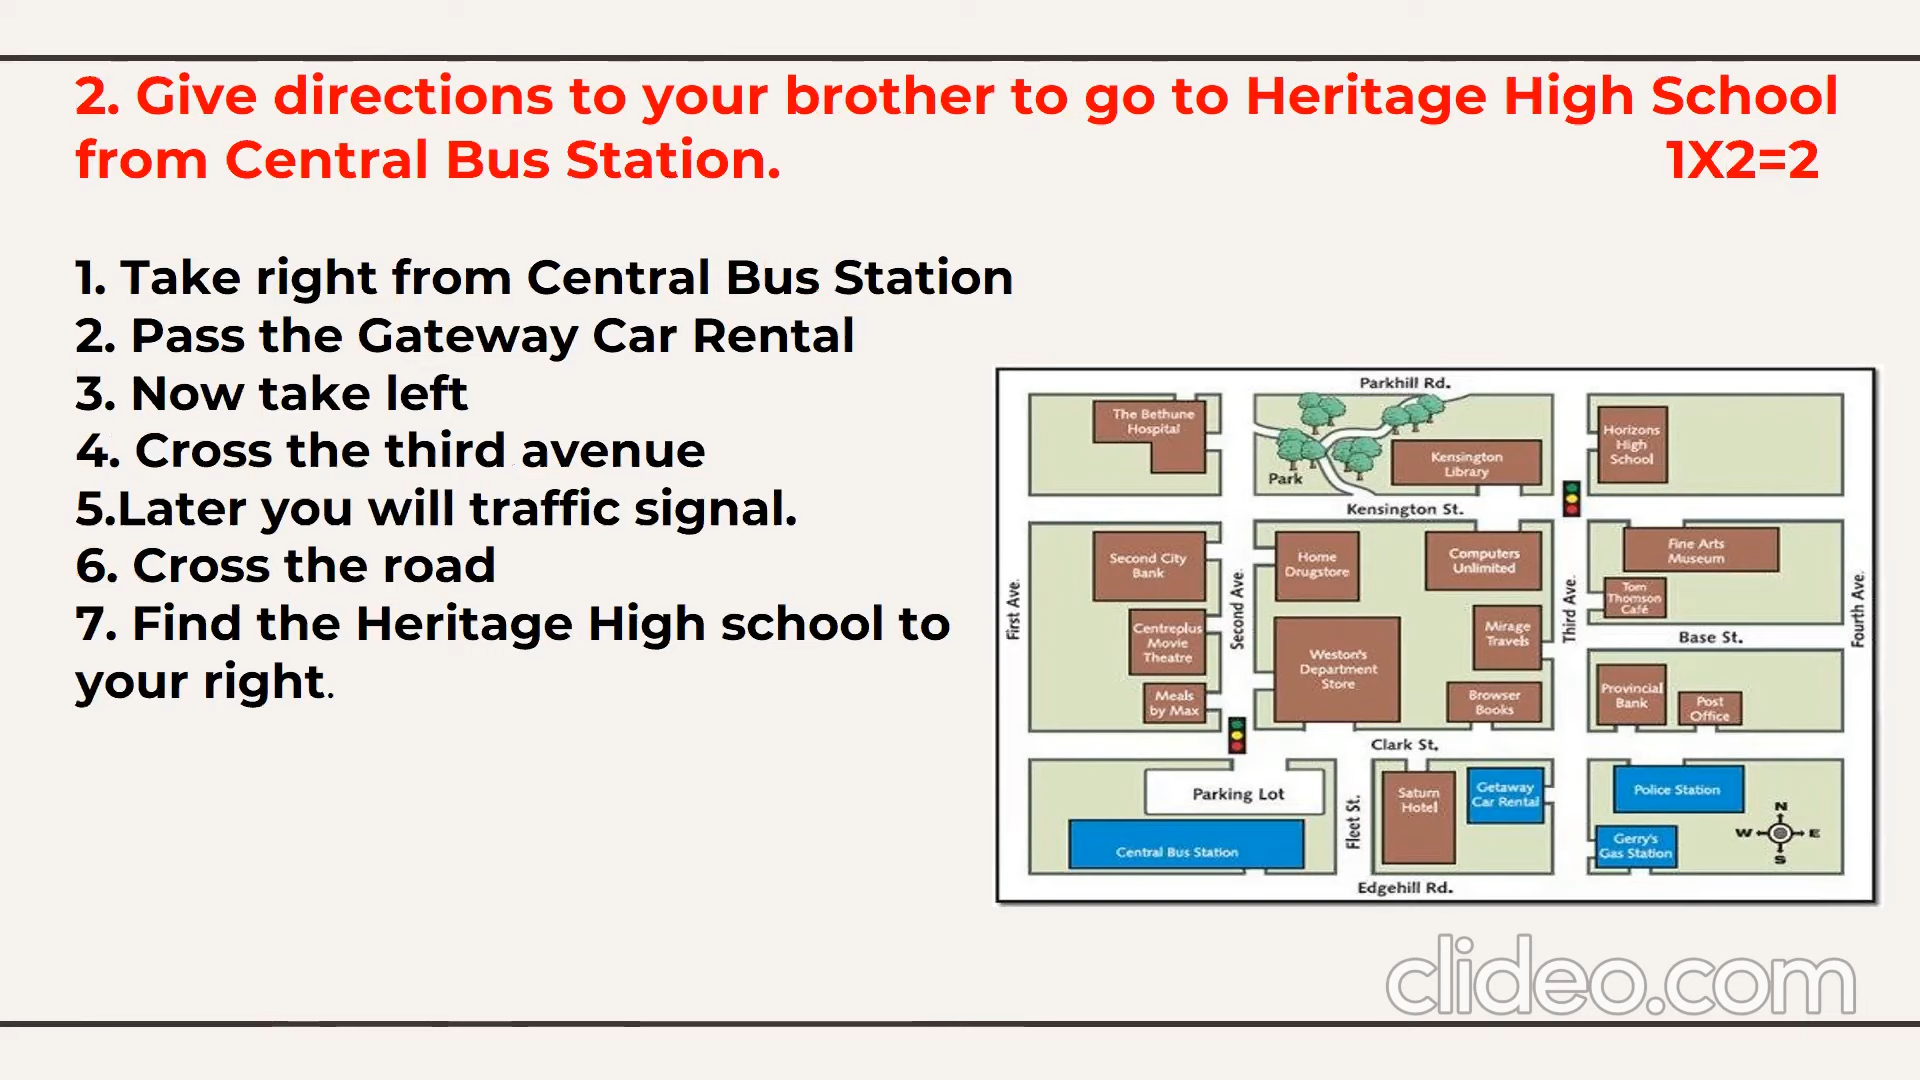 2. Give directions to your brother to go to Heritage High School
from Central Bus Station. 1X2=2
1. Take right from Central Bus Station
2. Pass the Gateway Car Rental
3. Now take left
4. Cross the third avenue
5.Later you will traffic signal.
6. Cross the road
7. Find the Heritage High school to
your right.
Parkhill Rd.
The Bethune
Hospital
Park
Kensington
Library
Horizons
High
School
Kensington St.
Second City
Bank
Home
Drugstore
Computers
Unlimited
Fine Arts
Museum
Tom
Thomson
Café
First Ave.
Second Ave.
Third Ave.
Fourth Ave.
Centreplus
Movie
Theatre
Mirage
Travels
Base St.
Weston's
Department
Store
Meals
by Max
Browser
Books
Provincial
Bank
Post
Office
Clark St.
Parking Lot
Fleet St.
Saturn
Hotel
Getaway
Car Rental
Police Station
Central Bus Station
Gerry's
Gas Station
N
W E
S
Edgehill Rd.
clideo.com